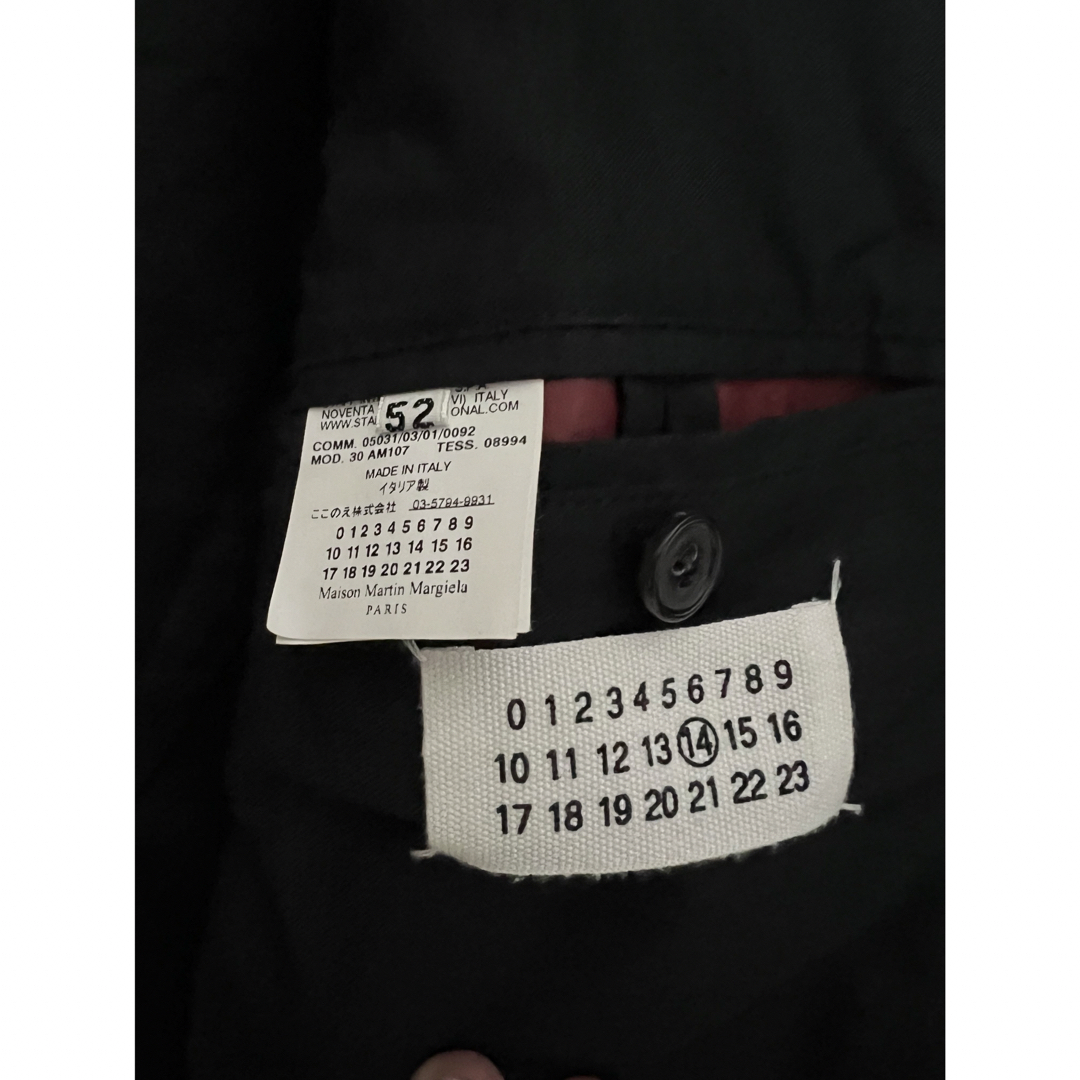 VI) ITALY
NOVENTA
WWW.STA
ONAL.COM
52
COMM. 05031/03/01/0092
MOD. 30 AM107 TESS. 08994
MADE IN ITALY
イタリア製
ここのえ株式会社 03-5794-9931
0 1 2 3 4 5 6 7 8 9
10 11 12 13 14 15 16
17 18 19 20 21 22 23
Maison Martin Margiela
PARIS
0 1 2 3 4 5 6 7 8 9
10 11 12 13 14 15 16
17 18 19 20 21 22 23